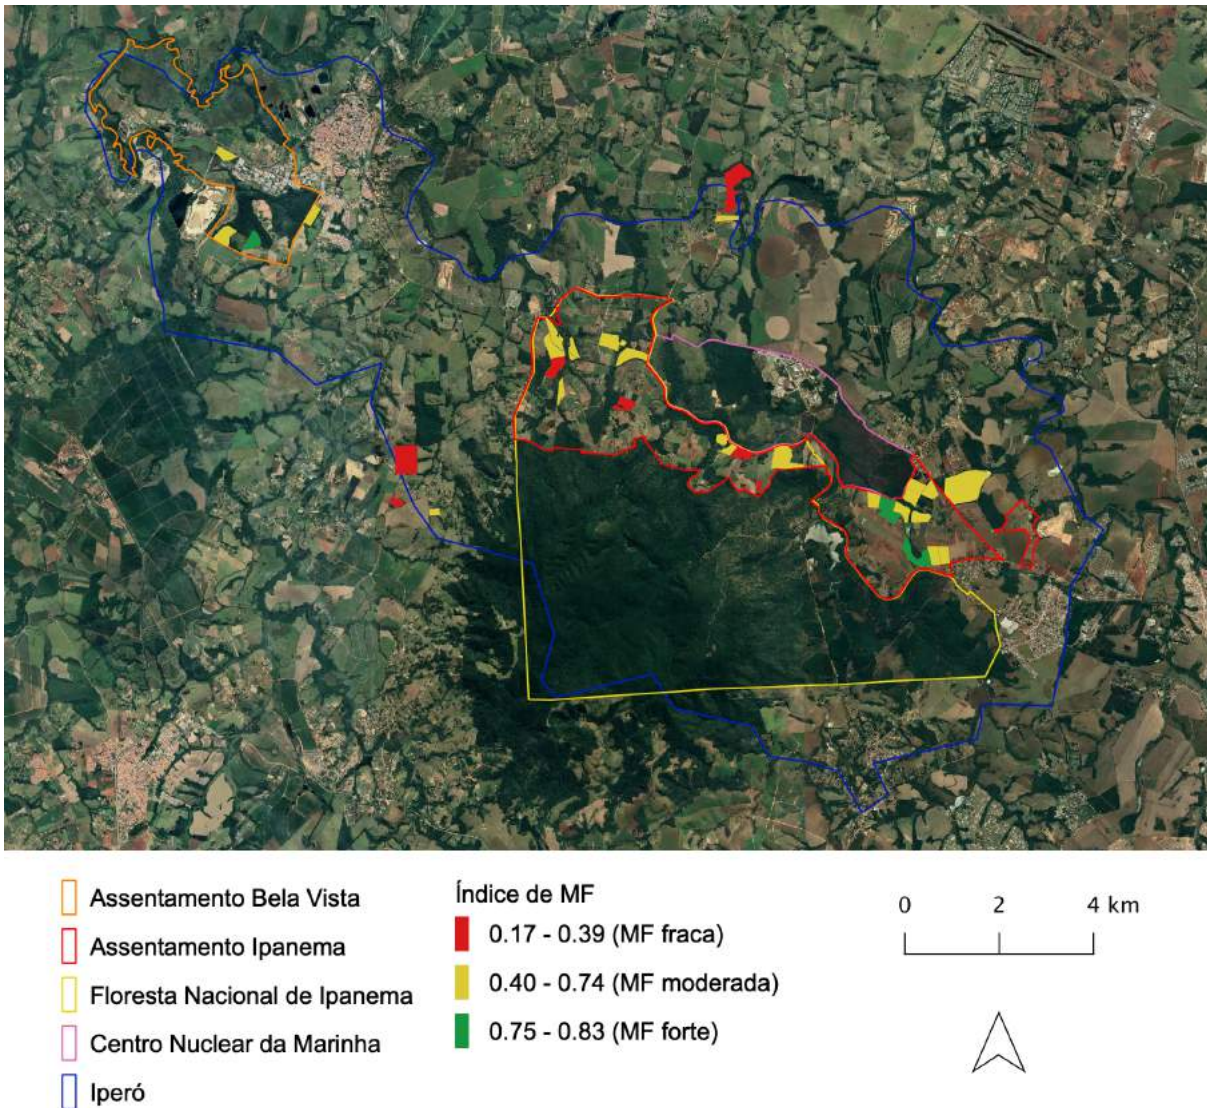 Assentamento Bela Vista
Assentamento Ipanema
Floresta Nacional de Ipanema
Centro Nuclear da Marinha
Iperó
Índice de MF
0.17 - 0.39 (MF fraca)
0.40 - 0.74 (MF moderada)
0.75 - 0.83 (MF forte)
0 2 4 km